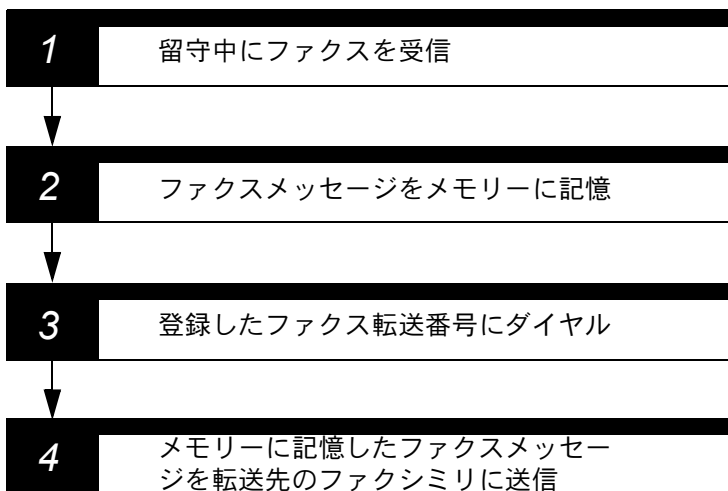 1
留守中にファクスを受信
2
ファクスメッセージをメモリーに記憶
3
登録したファクス転送番号にダイヤル
4
メモリーに記憶したファクスメッセー
ジを転送先のファクシミリに送信